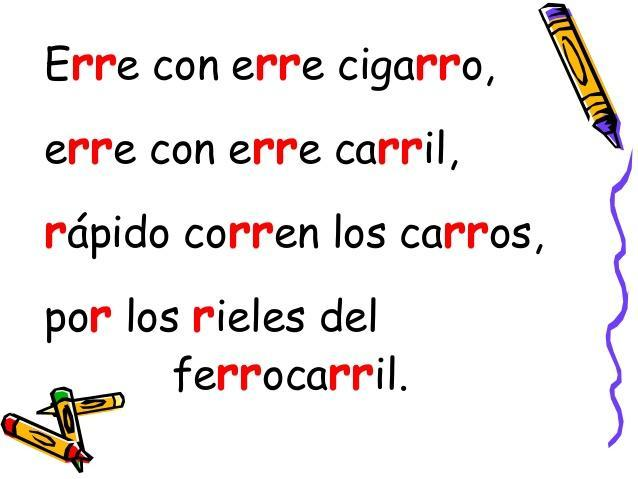 Erre con erre cigarro,
erre con erre carril,
rápido corren los carros,
por los rieles del
ferrocarril.